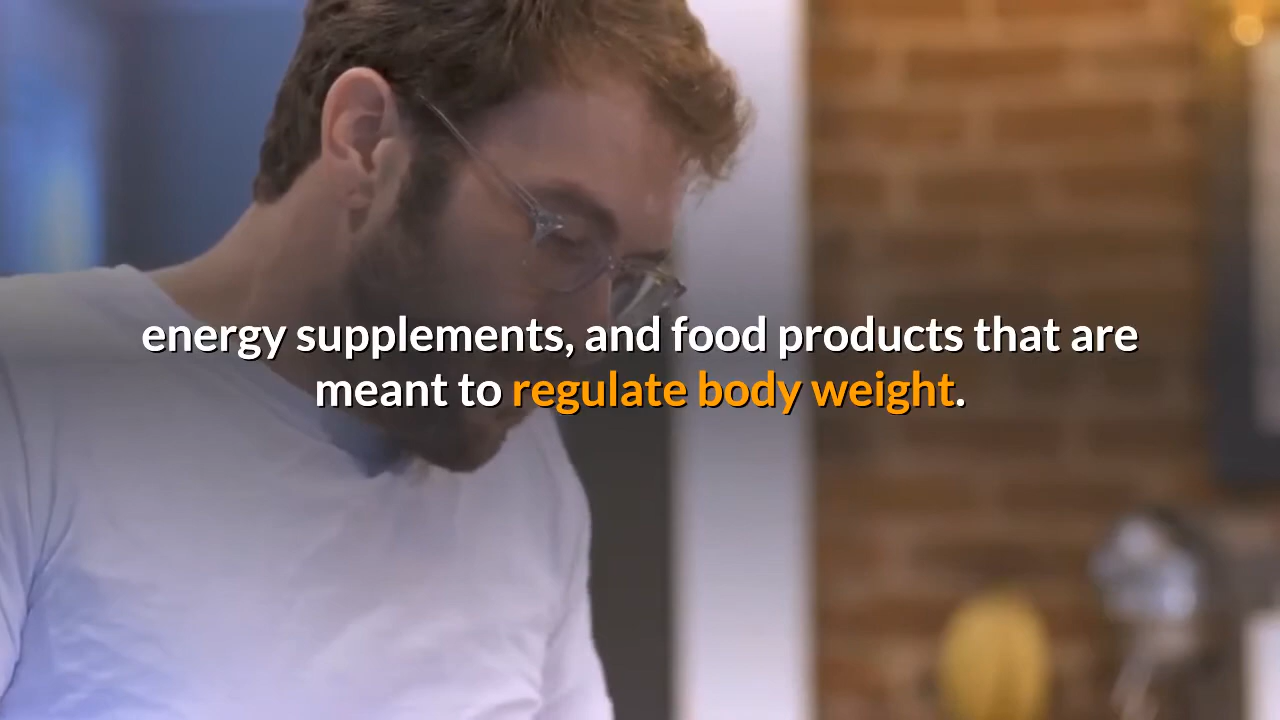 energy supplements, and food products that are
meant to regulate body weight.